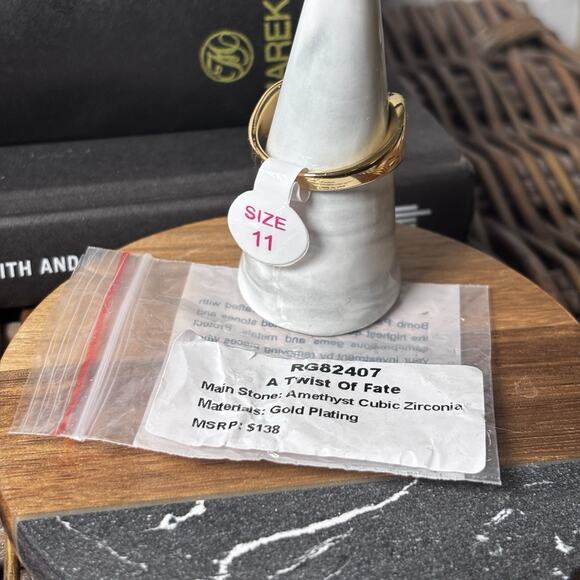 AREK
ITH AND
SIZE
11
RG82407
A Twist Of Fate
Main Stone: Amethyst Cubic Zirconia
Materials: Gold Plating
MSRP: $138